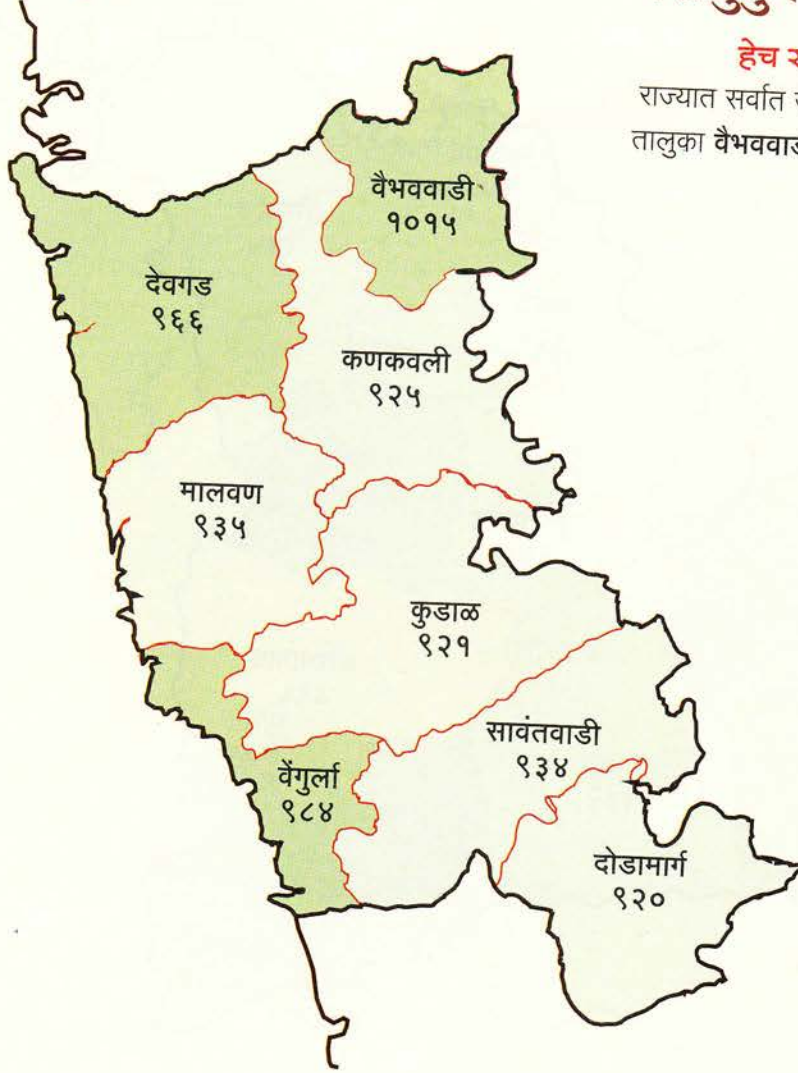 हेच
राज्यात सर्वात
तालुका वैभववाडी
वैभववाडी
१०१५
देवगड
९६६
कणकवली
९२५
मालवण
९३५
कुडाळ
९२१
सावंतवाडी
९३४
वेंगुर्ला
९८४
दोडामार्ग
९२०